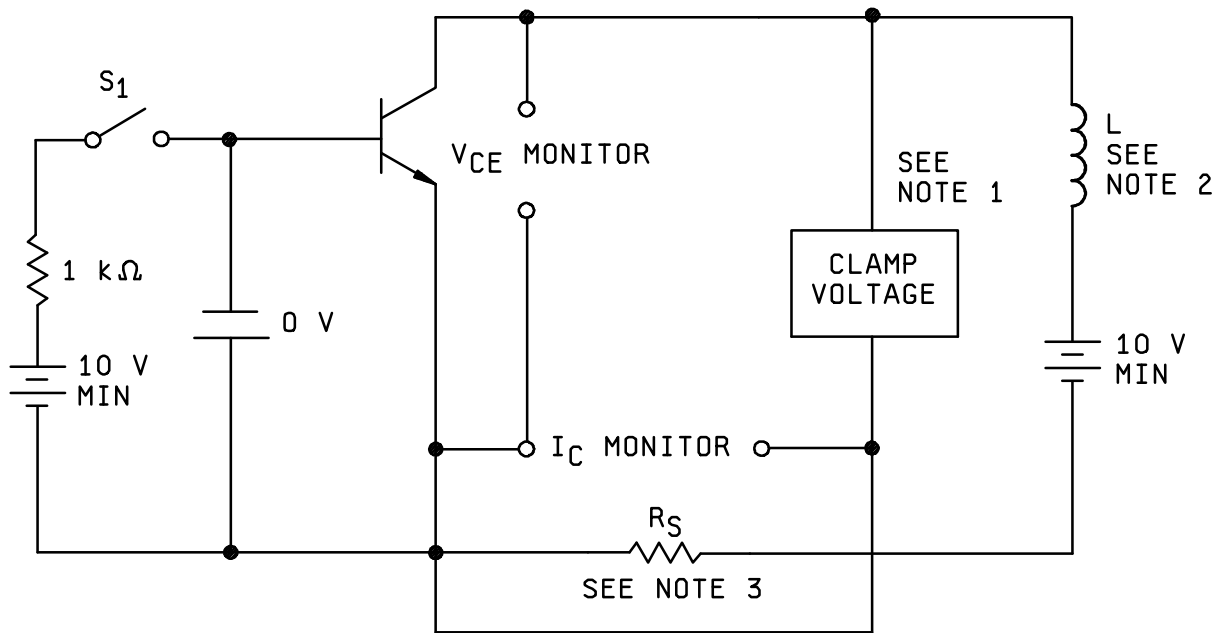 S1
VCE MONITOR
SEE
NOTE 1
L
SEE
NOTE 2
1 kΩ
CLAMP
VOLTAGE
0 V
10 V
MIN
10 V
MIN
IC MONITOR
RS
SEE NOTE 3